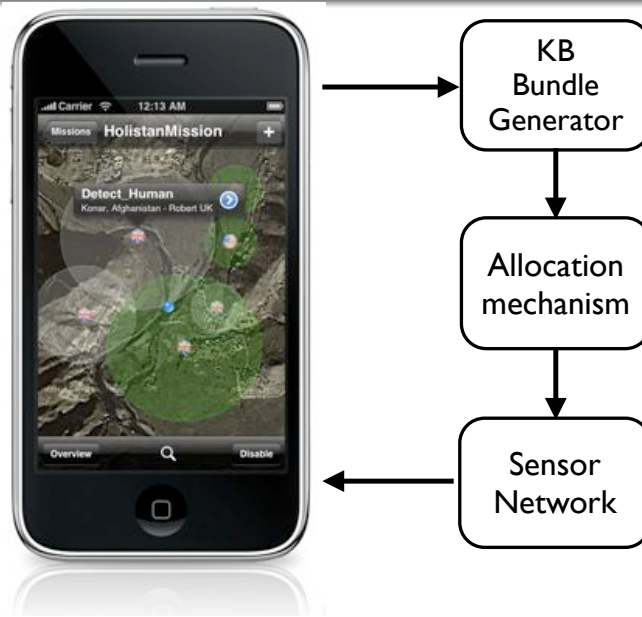 Carrier 12:13 AM
Missions HolistanMission +
Detect_Human
Konar, Afghanistan - Robert UK
Overview Disable
KB
Bundle
Generator
Allocation
mechanism
Sensor
Network